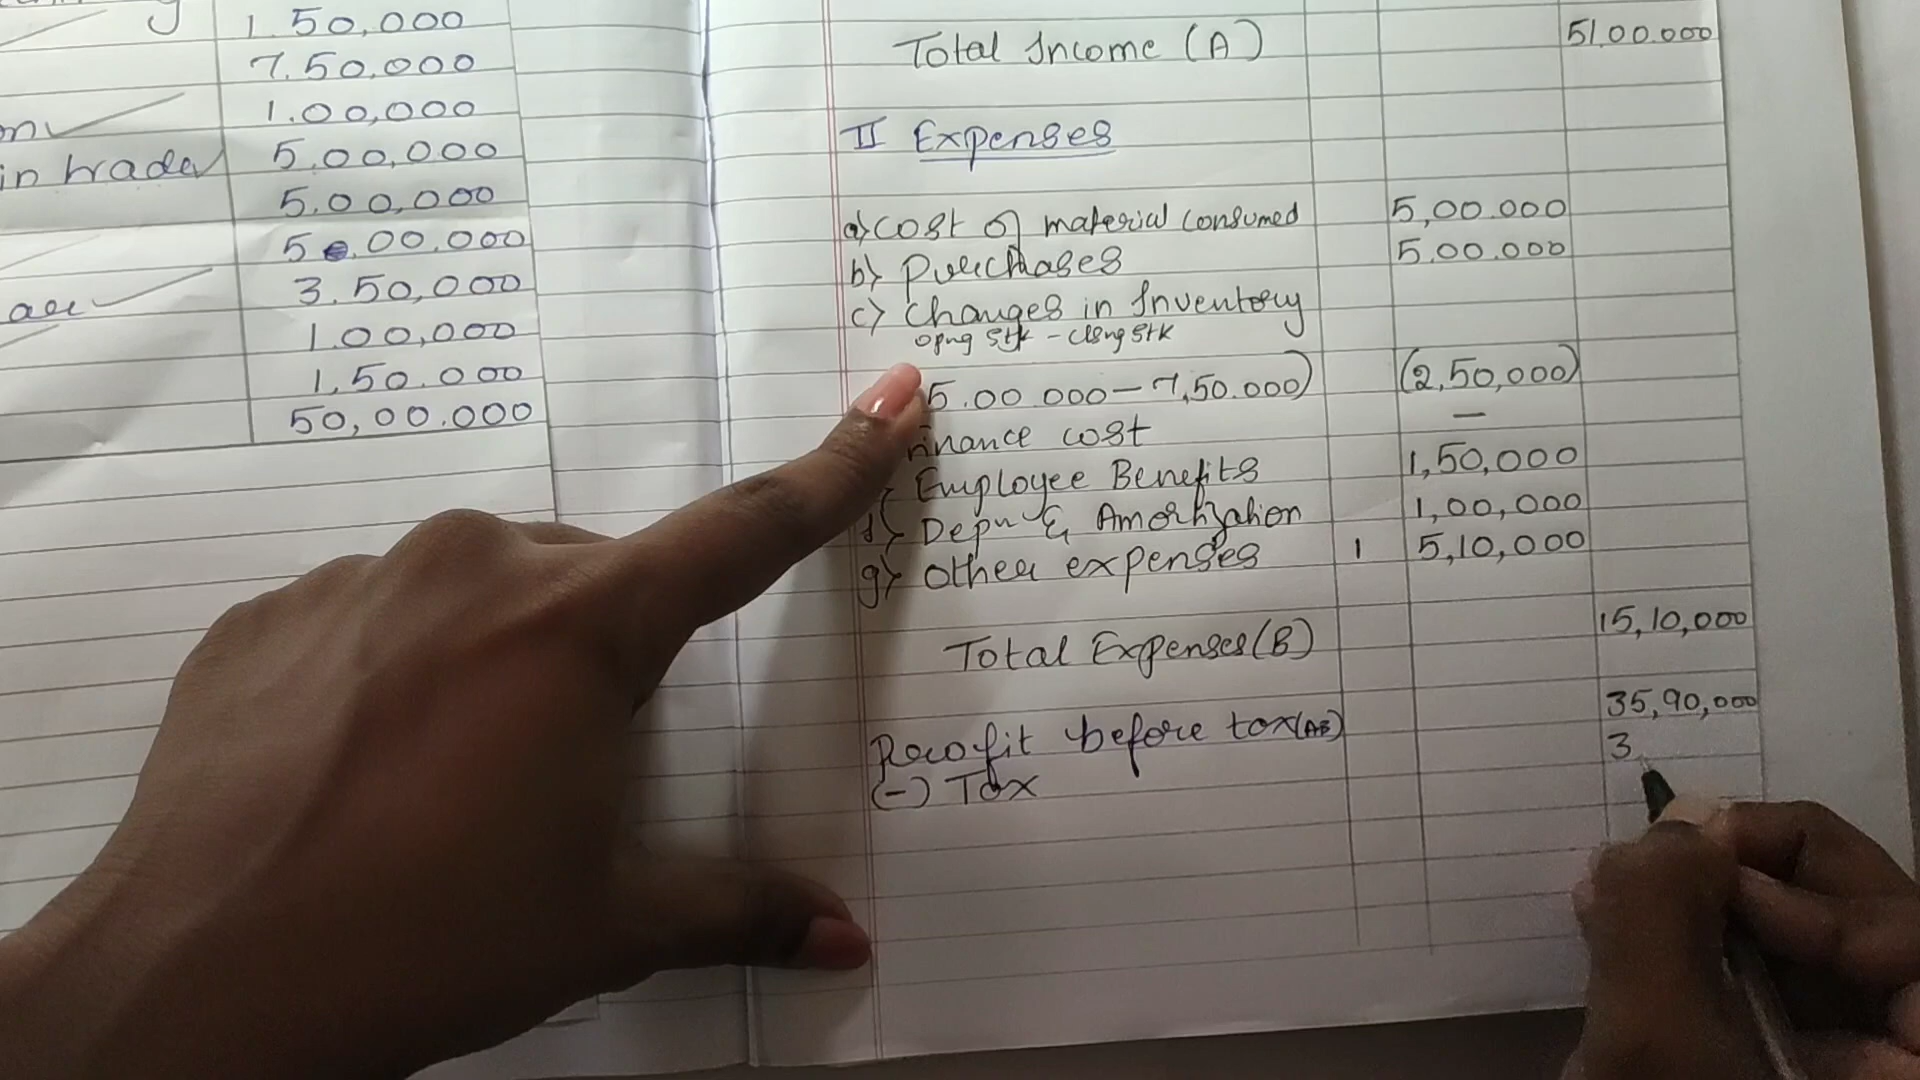 1.50,000
7.50.000
1.00,000
in trade 5.00,000
5.00,000
5 0.00.000
3.50,000
1.00,000
1,50.000
50,00.000
Total Income (A) 51.00.000
II Expenses
a) Cost of material Consumed 5,00.000
b) Purchases 5.00.000
c) Changes in Inventory
opng Stk - Clsng Stk
5.00 000 - 7,50.000) (2,50,000)
inance cost -
Employee Benefits 1,50,000
Depn & Amortization 1,00,000
g) Other expenses 1 5,10,000
Total Expenses (B) 15,10,000
Profit before tax (AB) 35,90,000
(-) Tax 3